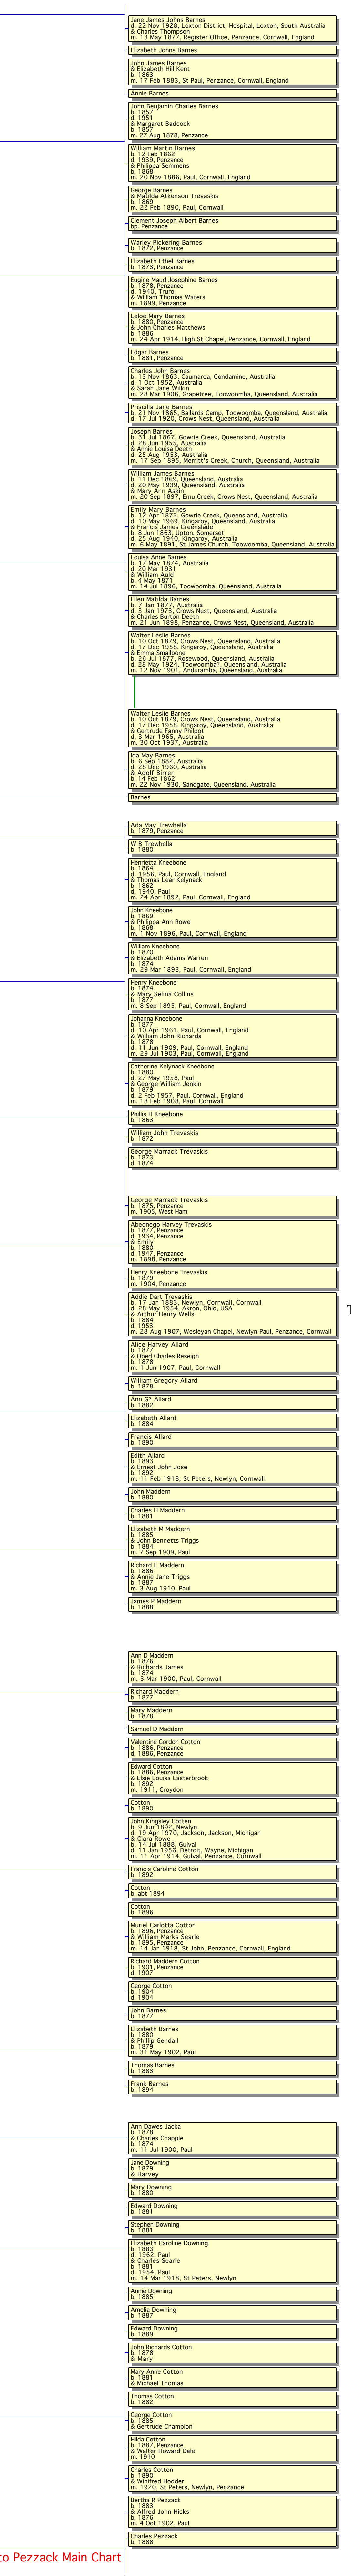 Jane James Johns Barnes
d. 22 Nov 1928, Loxton District, Hospital, Loxton, South Australia
& Charles Thompson
m. 13 May 1877, Register Office, Penzance, Cornwall, England
Elizabeth Johns Barnes
John James Barnes
& Elizabeth Hill Kent
b. 1863
m. 17 Feb 1883, St Paul, Penzance, Cornwall, England
Annie Barnes
John Benjamin Charles Barnes
b. 1857
d. 1951
& Margaret Badcock
b. 1857
m. 27 Aug 1878, Penzance
William Martin Barnes
b. 12 Feb 1862
d. 1939, Penzance
& Philippa Semmens
b. 1868
m. 20 Nov 1886, Paul, Cornwall, England
George Barnes
& Matilda Atkenson Trevaskis
b. 1869
m. 22 Feb 1890, Paul, Cornwall
Clement Joseph Albert Barnes
bp. Penzance
Warley Pickering Barnes
b. 1872, Penzance
Elizabeth Ethel Barnes
b. 1873, Penzance
Eugine Maud Josephine Barnes
b. 1878, Penzance
d. 1940, Truro
& William Thomas Waters
m. 1899, Penzance
Leloe Mary Barnes
b. 1880, Penzance
& John Charles Matthews
b. 1886
m. 24 Apr 1914, High St Chapel, Penzance, Cornwall, England
Edgar Barnes
b. 1881, Penzance
Charles John Barnes
b. 13 Nov 1863, Caumaroa, Condamine, Australia
d. 1 Oct 1952, Australia
& Sarah Jane Wilkin
m. 28 Mar 1906, Grapetree, Toowoomba, Queensland, Australia
Priscilla Jane Barnes
b. 21 Nov 1865, Ballards Camp, Toowoomba, Queensland, Australia
d. 17 Jul 1920, Crows Nest, Queensland, Australia
Joseph Barnes
b. 31 Jul 1867, Gowrie Creek, Queensland, Australia
d. 28 Jun 1955, Australia
& Annie Louisa Deeth
d. 25 Aug 1953, Australia
m. 17 Sep 1895, Merritt's Creek, Church, Queensland, Australia
William James Barnes
b. 11 Dec 1869, Queensland, Australia
d. 20 May 1939, Queensland, Australia
& Mary Ann Askin
m. 20 Sep 1897, Emu Creek, Crows Nest, Queensland, Australia
Emily Mary Barnes
b. 12 Apr 1872, Gowrie Creek, Queensland, Australia
d. 10 May 1969, Kingaroy, Queensland, Australia
& Francis James Greenslade
b. 8 Jun 1863, Upton, Somerset
d. 25 Aug 1940, Kingaroy, Australia
m. 6 May 1891, St James Church, Toowoomba, Queensland, Australia
Louisa Anne Barnes
b. 17 May 1874, Australia
d. 20 Mar 1931
& William Auld
b. 4 May 1871
m. 14 Jul 1896, Toowoomba, Queensland, Australia
Ellen Matilda Barnes
b. 7 Jan 1877, Australia
d. 3 Jan 1973, Crows Nest, Queensland, Australia
& Charles Burton Deeth
m. 21 Jun 1898, Penzance, Crows Nest, Queensland, Australia
Walter Leslie Barnes
b. 10 Oct 1879, Crows Nest, Queensland, Australia
d. 17 Dec 1958, Kingaroy, Queensland, Australia
& Emma Smallbone
b. 26 Jul 1877, Rosewood, Queensland, Australia
d. 28 May 1924, Toowoomba?, Queensland, Australia
m. 12 Nov 1901, Anduramba, Queensland, Australia
Walter Leslie Barnes
b. 10 Oct 1879, Crows Nest, Queensland, Australia
d. 17 Dec 1958, Kingaroy, Queensland, Australia
& Gertrude Fanny Philpot
d. 3 Mar 1965, Australia
m. 30 Oct 1937, Australia
Ida May Barnes
b. 6 Sep 1882, Australia
d. 28 Dec 1960, Australia
& Adolf Birrer
b. 14 Feb 1862
m. 22 Nov 1930, Sandgate, Queensland, Australia
Barnes
Ada May Trewhella
b. 1879, Penzance
W B Trewhella
b. 1880
Henrietta Kneebone
b. 1864
d. 1956, Paul, Cornwall, England
& Thomas Lear Kelynack
b. 1862
d. 1940, Paul
m. 24 Apr 1892, Paul, Cornwall, England
John Kneebone
b. 1869
& Philippa Ann Rowe
b. 1868
m. 1 Nov 1896, Paul, Cornwall, England
William Kneebone
b. 1870
& Elizabeth Adams Warren
b. 1874
m. 29 Mar 1898, Paul, Cornwall, England
Henry Kneebone
b. 1874
& Mary Selina Collins
b. 1877
m. 8 Sep 1895, Paul, Cornwall, England
Johanna Kneebone
b. 1877
d. 10 Apr 1961, Paul, Cornwall, England
& William John Richards
b. 1878
d. 11 Jun 1909, Paul, Cornwall, England
m. 29 Jul 1903, Paul, Cornwall, England
Catherine Kelynack Kneebone
b. 1880
d. 27 May 1958, Paul
& George William Jenkin
b. 1879
d. 2 Feb 1957, Paul, Cornwall, England
m. 18 Feb 1908, Paul, Cornwall
Phillis H Kneebone
b. 1863
William John Trevaskis
b. 1872
George Marrack Trevaskis
b. 1873
d. 1874
George Marrack Trevaskis
b. 1875, Penzance
m. 1905, West Ham
Abednego Harvey Trevaskis
b. 1877, Penzance
d. 1934, Penzance
& Emily
b. 1880
d. 1947, Penzance
m. 1898, Penzance
Henry Kneebone Trevaskis
b. 1879
m. 1904, Penzance
Addie Dart Trevaskis
b. 17 Jan 1883, Newlyn, Cornwall, Cornwall
d. 28 May 1954, Akron, Ohio, USA
& Arthur Henry Wells
b. 1884
d. 1953
m. 28 Aug 1907, Wesleyan Chapel, Newlyn Paul, Penzance, Cornwall
T
Alice Harvey Allard
b. 1877
& Obed Charles Reseigh
b. 1878
m. 1 Jun 1907, Paul, Cornwall
William Gregory Allard
b. 1878
Ann G? Allard
b. 1882
Elizabeth Allard
b. 1884
Francis Allard
b. 1890
Edith Allard
b. 1893
& Ernest John Jose
b. 1892
m. 11 Feb 1918, St Peters, Newlyn, Cornwall
John Maddern
b. 1880
Charles H Maddern
b. 1881
Elizabeth M Maddern
b. 1885
& John Bennetts Triggs
b. 1884
m. 7 Sep 1909, Paul
Richard E Maddern
b. 1886
& Annie Jane Triggs
b. 1887
m. 3 Aug 1910, Paul
James P Maddern
b. 1888
Ann D Maddern
b. 1876
& Richards James
b. 1874
m. 3 Mar 1900, Paul, Cornwall
Richard Maddern
b. 1877
Mary Maddern
b. 1878
Samuel D Maddern
Valentine Gordon Cotton
b. 1886, Penzance
d. 1886, Penzance
Edward Cotton
b. 1886, Penzance
& Elsie Louisa Easterbrook
b. 1892
m. 1911, Croydon
Cotton
b. 1890
John Kingsley Cotten
b. 9 Jun 1892, Newlyn
d. 19 Apr 1970, Jackson, Jackson, Michigan
& Clara Rowe
b. 14 Jul 1888, Gulval
d. 11 Jan 1956, Detroit, Wayne, Michigan
m. 11 Apr 1914, Gulval, Penzance, Cornwall
Francis Caroline Cotton
b. 1892
Cotton
b. abt 1894
Cotton
b. 1896
Muriel Carlotta Cotton
b. 1896, Penzance
& William Marks Searle
b. 1895, Penzance
m. 14 Jan 1918, St John, Penzance, Cornwall, England
Richard Maddern Cotton
b. 1901, Penzance
d. 1907
George Cotton
b. 1904
d. 1904
John Barnes
b. 1877
Elizabeth Barnes
b. 1880
& Phillip Gendall
b. 1879
m. 31 May 1902, Paul
Thomas Barnes
b. 1883
Frank Barnes
b. 1894
Ann Dawes Jacka
b. 1878
& Charles Chapple
b. 1874
m. 11 Jul 1900, Paul
Jane Downing
b. 1879
& Harvey
Mary Downing
b. 1880
Edward Downing
b. 1881
Stephen Downing
b. 1881
Elizabeth Caroline Downing
b. 1883
d. 1962, Paul
& Charles Searle
b. 1881
d. 1954, Paul
m. 14 Mar 1918, St Peters, Newlyn
Annie Downing
b. 1885
Amelia Downing
b. 1887
Edward Downing
b. 1889
John Richards Cotton
b. 1878
& Mary
Mary Anne Cotton
b. 1881
& Michael Thomas
Thomas Cotton
b. 1882
George Cotton
b. 1885
& Gertrude Champion
Hilda Cotton
b. 1887, Penzance
& Walter Howard Dale
m. 1910
Charles Cotton
b. 1890
& Winifred Hodder
m. 1920, St Peters, Newlyn, Penzance
Bertha R Pezzack
b. 1883
& Alfred John Hicks
b. 1876
m. 4 Oct 1902, Paul
Charles Pezzack
b. 1888
to Pezzack Main Chart